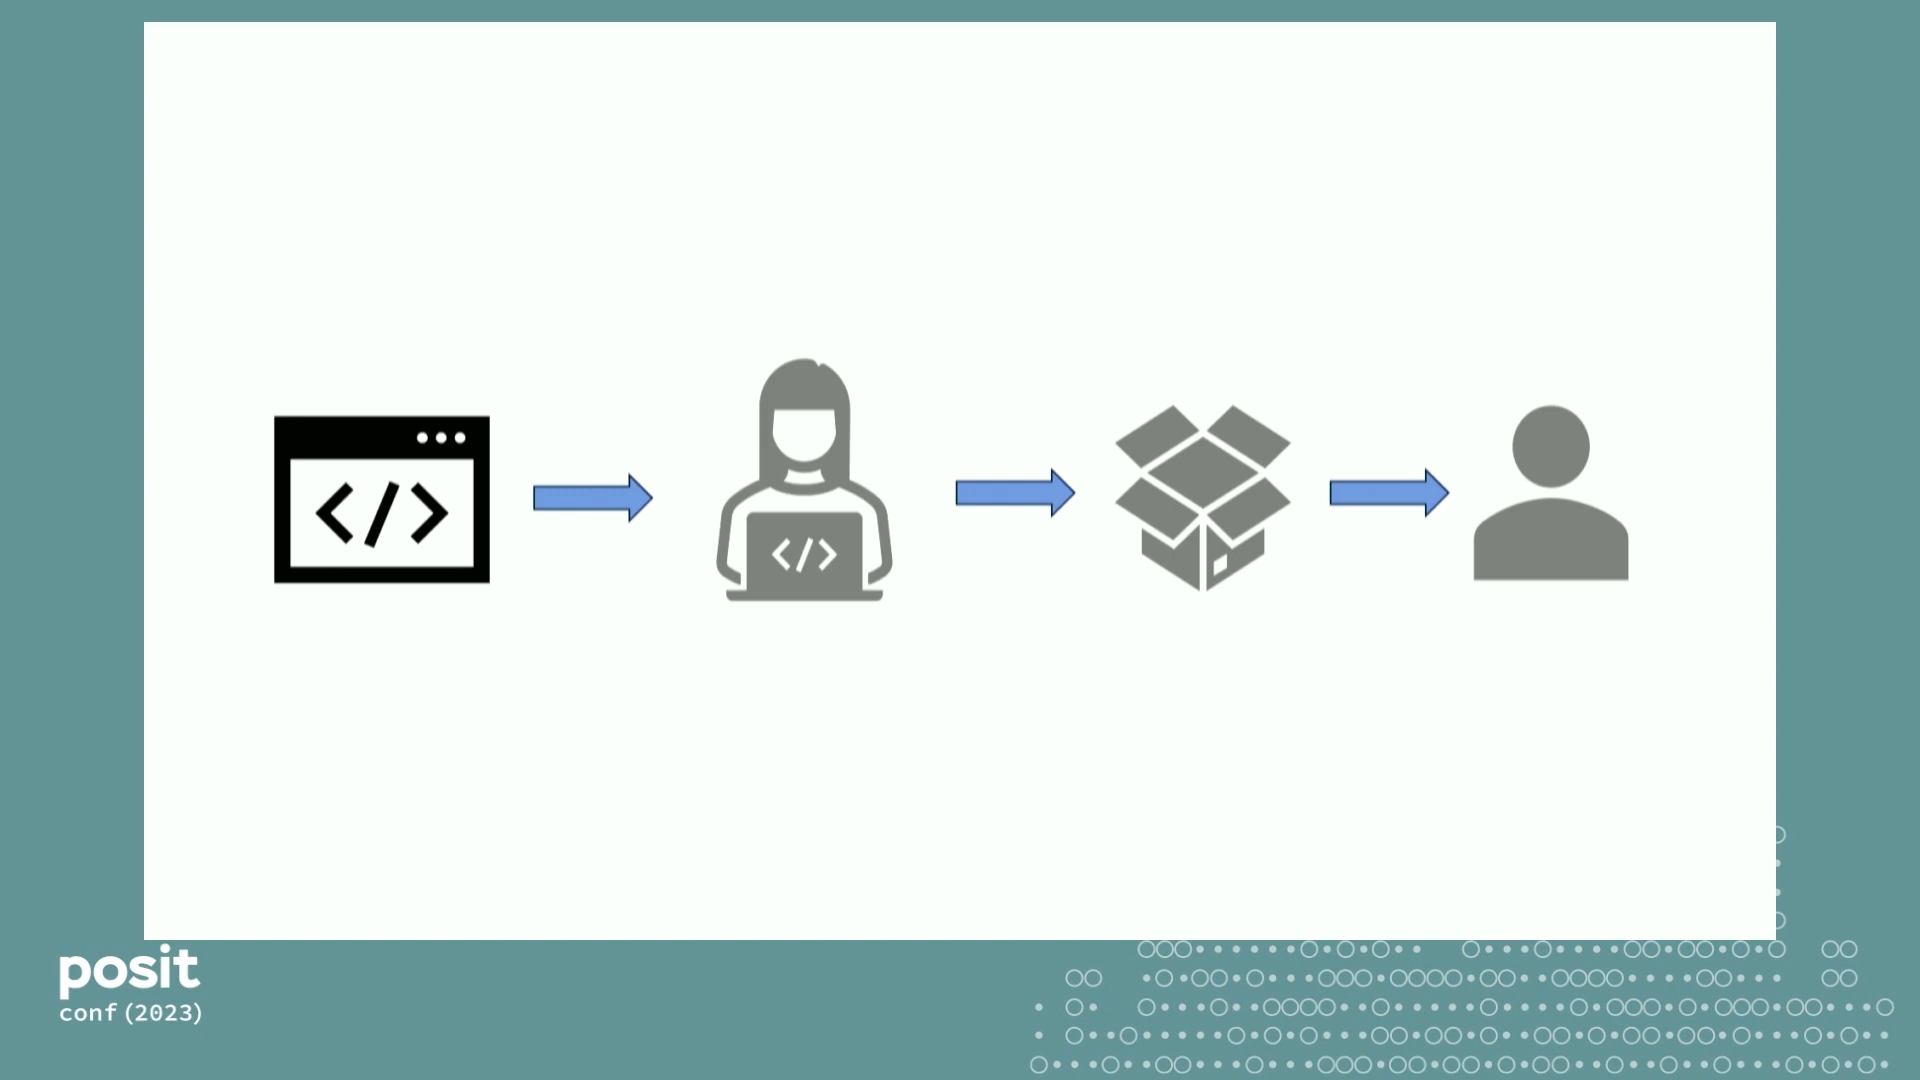 </>
</>
posit
conf(2023)